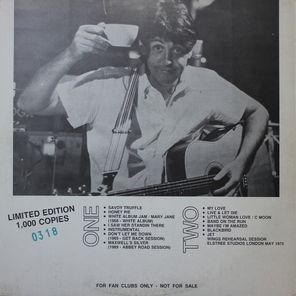 LIMITED EDITION
1,000 COPIES
0318
ONE
• SAVOY TRUFFLE
• HONEY PIE
• WHITE ALBUM JAM / MARY JANE
(1968 - WHITE ALBUM)
• I SAW HER STANDIN THERE
• INSTRUMENTAL
• DON'T LET ME DOWN
(1969 - GET BACK SESSION)
• MAXWELL'S SILVER
(1969 - ABBEY ROAD SESSION)
TWO
• MY LOVE
• LIVE & LET DIE
• LITTLE WOMAN LOVE / C MOON
• BAND ON THE RUN
• MAYBE I'M AMAZED
• BLACKBIRD
• JET
WINGS REHEARSAL SESSION
ELSTREE STUDIOS LONDON MAY 1975
FOR FAN CLUBS ONLY - NOT FOR SALE